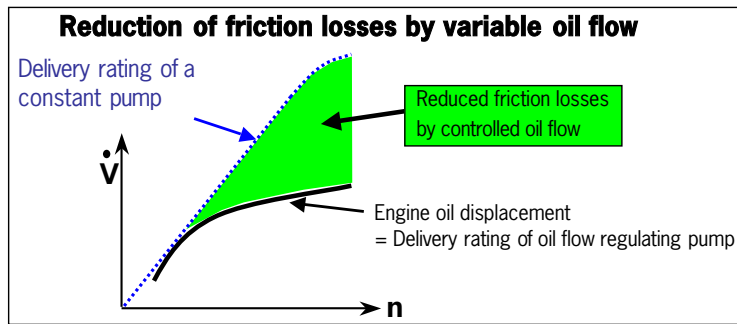 Reduction of friction losses by variable oil flow
Delivery rating of a
constant pump
Reduced friction losses
by controlled oil flow
V̇
Engine oil displacement
= Delivery rating of oil flow regulating pump
n